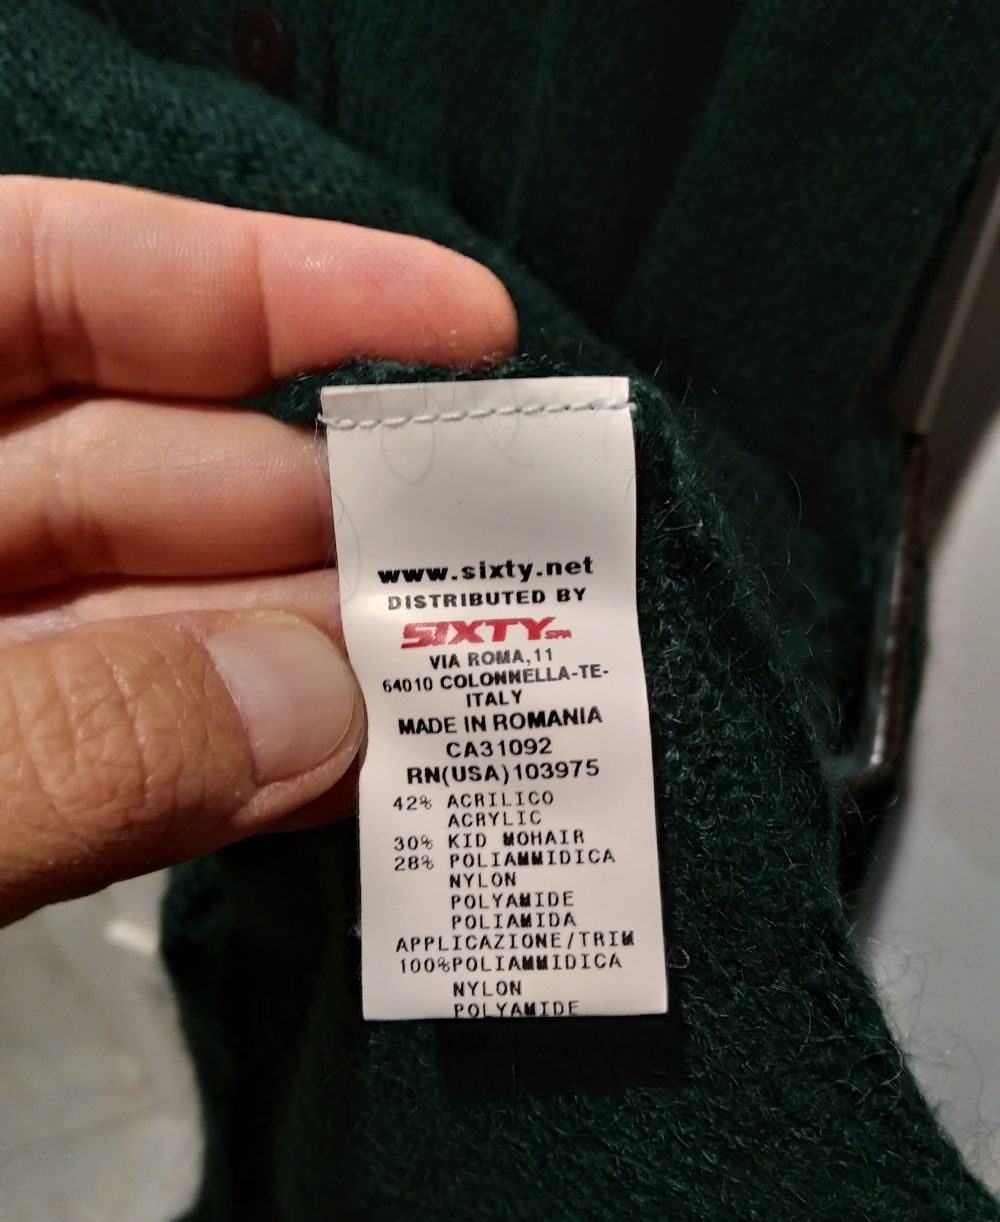 www.sixty.net
DISTRIBUTED BY
SIXTY SPA
VIA ROMA,11
64010 COLONNELLA-TE-
ITALY
MADE IN ROMANIA
CA31092
RN(USA)103975
42% ACRILICO
ACRYLIC
30% KID MOHAIR
28% POLIAMMIDICA
NYLON
POLYAMIDE
POLIAMIDA
APPLICAZIONE/TRIM
100%POLIAMMIDICA
NYLON
POLYAMIDE